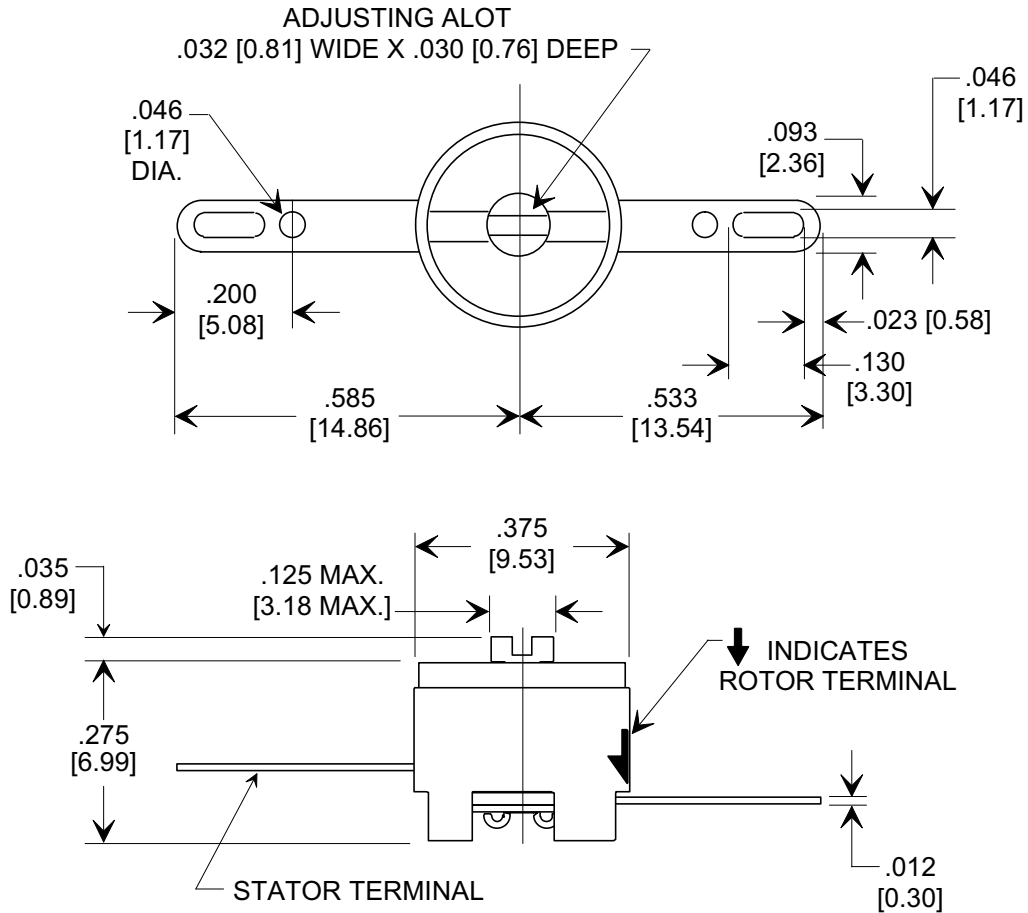 ADJUSTING ALOT
.032 [0.81] WIDE X .030 [0.76] DEEP
.046
[1.17]
DIA.
.046
[1.17]
.093
[2.36]
.200
[5.08]
.023 [0.58]
.130
[3.30]
.585
[14.86]
.533
[13.54]
.375
[9.53]
.035
[0.89]
.125 MAX.
[3.18 MAX.]
INDICATES
ROTOR TERMINAL
.275
[6.99]
STATOR TERMINAL
.012
[0.30]